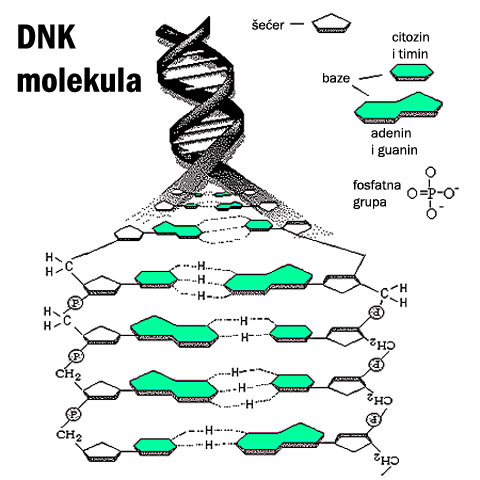 DNK
molekula
šećer
citozin
i timin
baze
adenin
i guanin
fosfatna
grupa
O
O=P-O⁻
O⁻
H
H C
H
H
H
C H
H
P
P
H
H C
H
H
P
CH₂
P
CH₂
H
H
H
P
CH₂
P
CH₂
H
H
CH₂